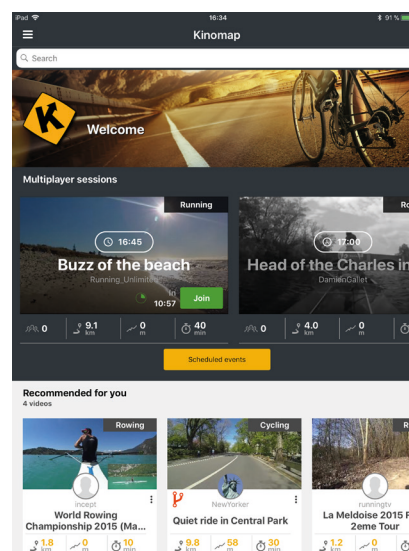 iPad 16:34 91%
Kinomap
Search
Welcome
Multiplayer sessions
Running
16:45
Buzz of the beach
Running_Unlimited
in
10:57 Join
0 9.1 km 0 m 40 min
Ro
17:00
Head of the Charles in
DamienGallet
0 4.0 km 0 m
Scheduled events
Recommended for you
4 videos
Rowing
incept
World Rowing
Championship 2015 (Ma...
1.8 km 0 m 10 min
Cycling
NewYorker
Quiet ride in Central Park
9.8 km 58 m 30 min
R
runningtv
La Meldoise 2015 F
2eme Tour
1.2 km 0 m